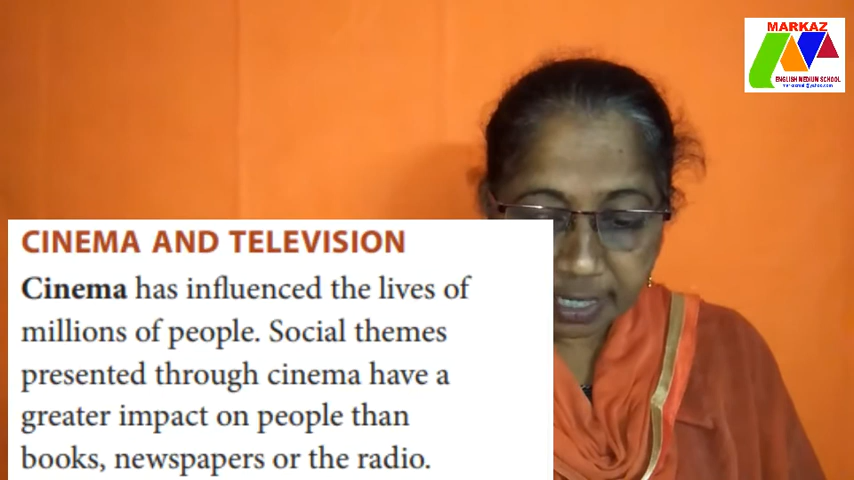 MARKAZ
ENGLISH MEDIUM SCHOOL
CINEMA AND TELEVISION
Cinema has influenced the lives of
millions of people. Social themes
presented through cinema have a
greater impact on people than
books, newspapers or the radio.